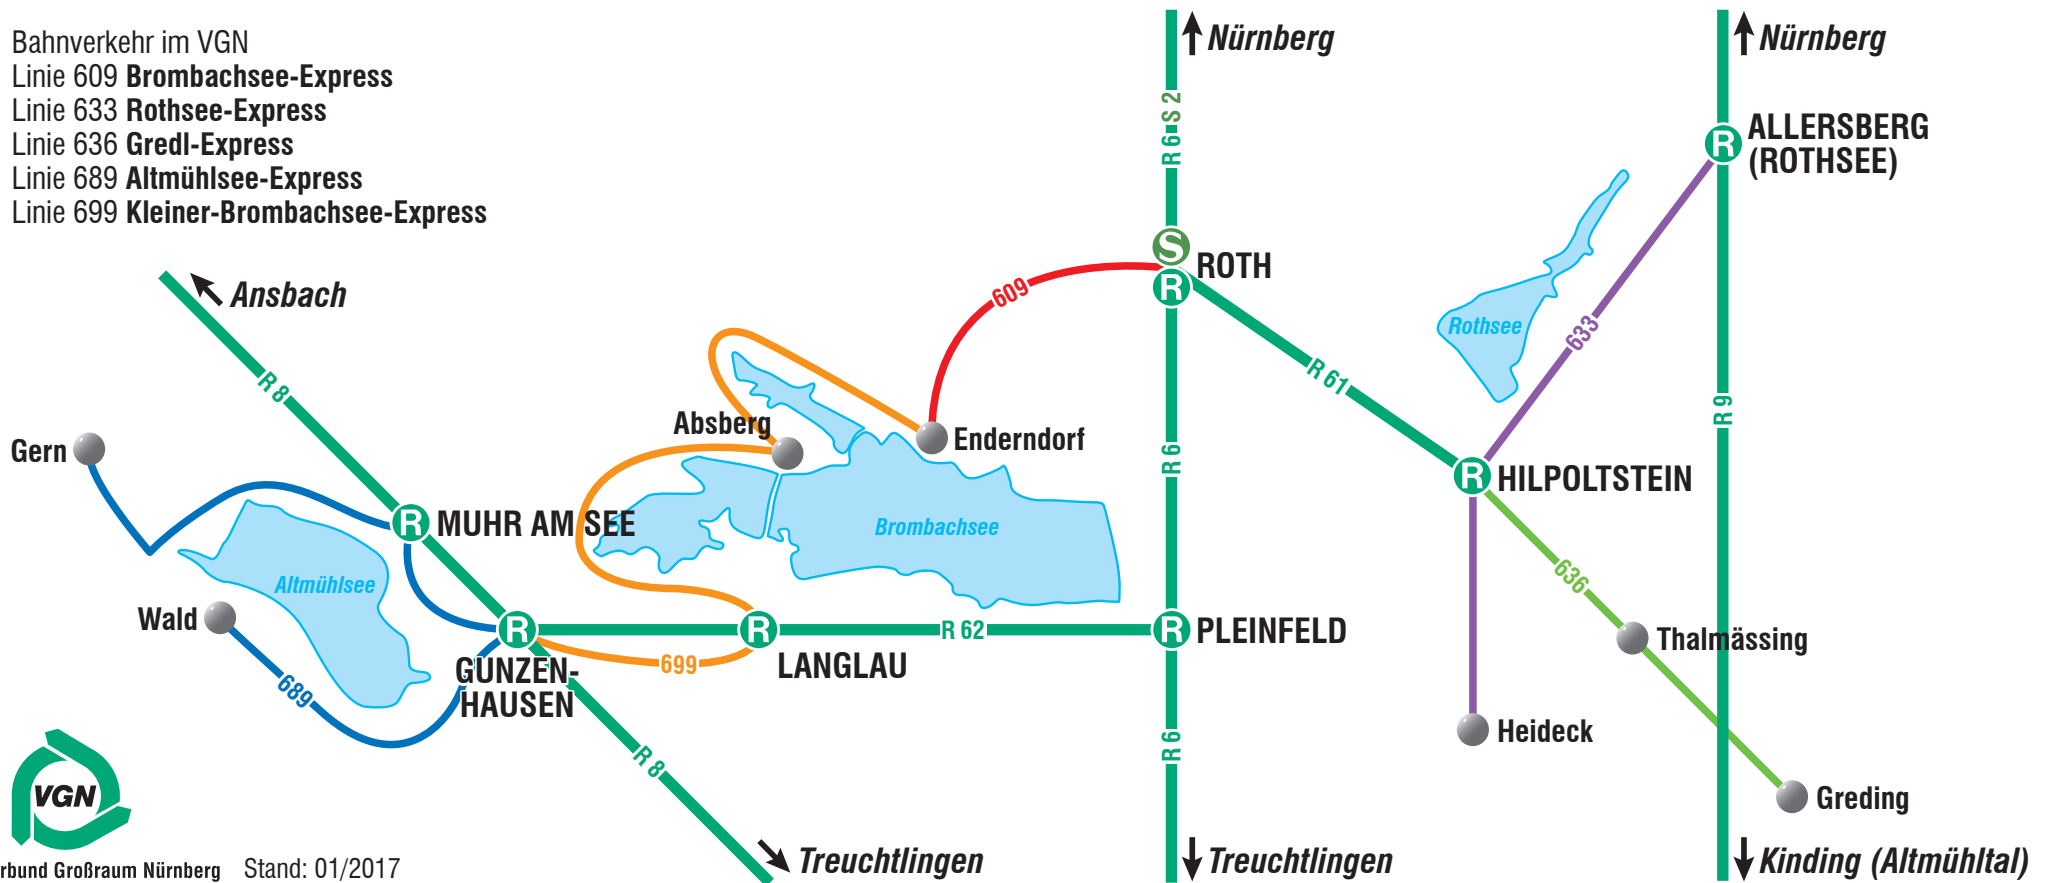 Bahnverkehr im VGN
Linie 609 Brombachsee-Express
Linie 633 Rothsee-Express
Linie 636 Gredl-Express
Linie 689 Altmühlsee-Express
Linie 699 Kleiner-Brombachsee-Express
Nürnberg
Nürnberg
R 6 S 2
ALLERSBERG
(ROTHSEE)
R
S
ROTH
R
Ansbach
609
Rothsee
633
R 8
R 61
R 9
Absberg
Enderndorf
Gern
R 6
R
HILPOLTSTEIN
R
MUHR AM SEE
Brombachsee
Altmühlsee
636
Wald
R
R
R 62
R
PLEINFELD
Thalmässing
699
LANGLAU
GUNZEN-
HAUSEN
689
Heideck
R 8
R 6
VGN
Greding
rbund Großraum Nürnberg
Stand: 01/2017
Treuchtlingen
Treuchtlingen
Kinding (Altmühltal)